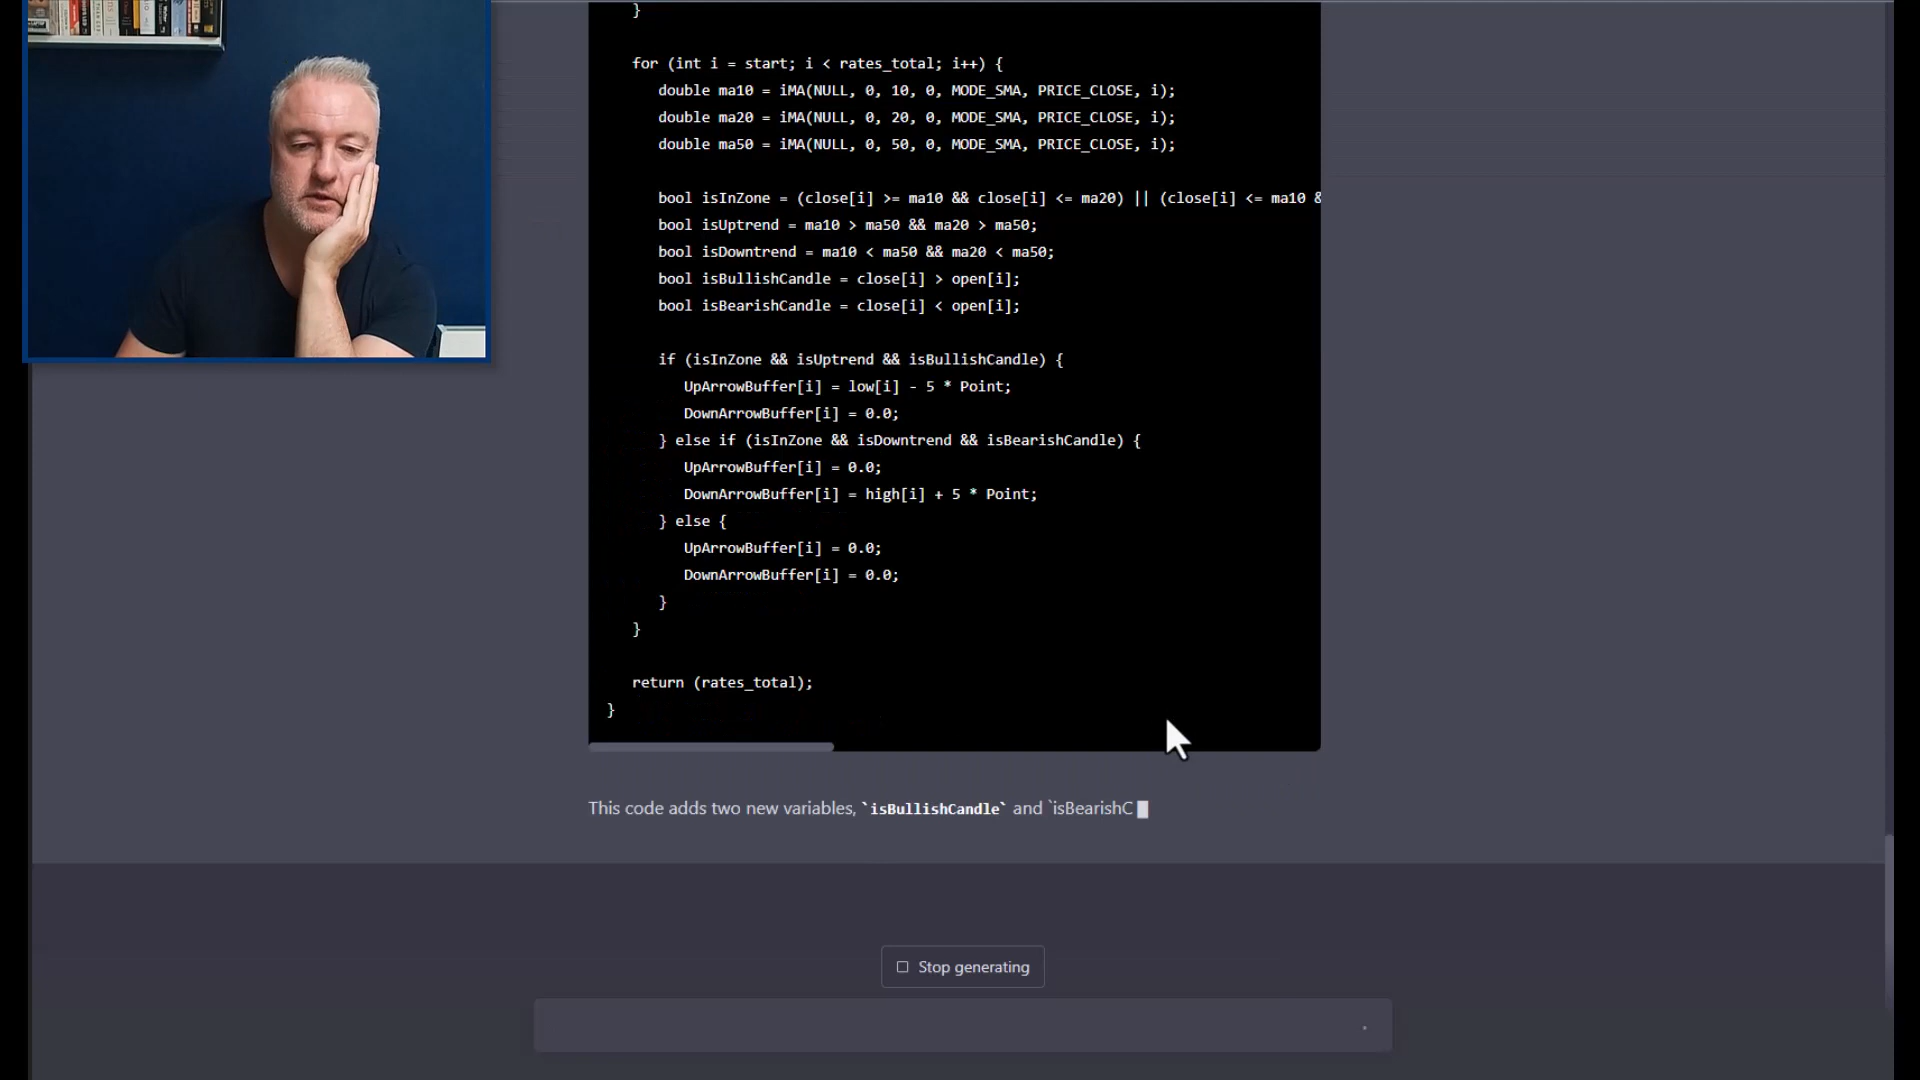 }
for (int i = start; i < rates_total; i++) {
double ma10 = iMA(NULL, 0, 10, 0, MODE_SMA, PRICE_CLOSE, i);
double ma20 = iMA(NULL, 0, 20, 0, MODE_SMA, PRICE_CLOSE, i);
double ma50 = iMA(NULL, 0, 50, 0, MODE_SMA, PRICE_CLOSE, i);
bool isInZone = (close[i] >= ma10 && close[i] <= ma20) || (close[i] <= ma10 &
bool isUptrend = ma10 > ma50 && ma20 > ma50;
bool isDowntrend = ma10 < ma50 && ma20 < ma50;
bool isBullishCandle = close[i] > open[i];
bool isBearishCandle = close[i] < open[i];
if (isInZone && isUptrend && isBullishCandle) {
UpArrowBuffer[i] = low[i] - 5 * Point;
DownArrowBuffer[i] = 0.0;
} else if (isInZone && isDowntrend && isBearishCandle) {
UpArrowBuffer[i] = 0.0;
DownArrowBuffer[i] = high[i] + 5 * Point;
} else {
UpArrowBuffer[i] = 0.0;
DownArrowBuffer[i] = 0.0;
}
}
return (rates_total);
}
This code adds two new variables, `isBullishCandle` and `isBearishC
Stop generating